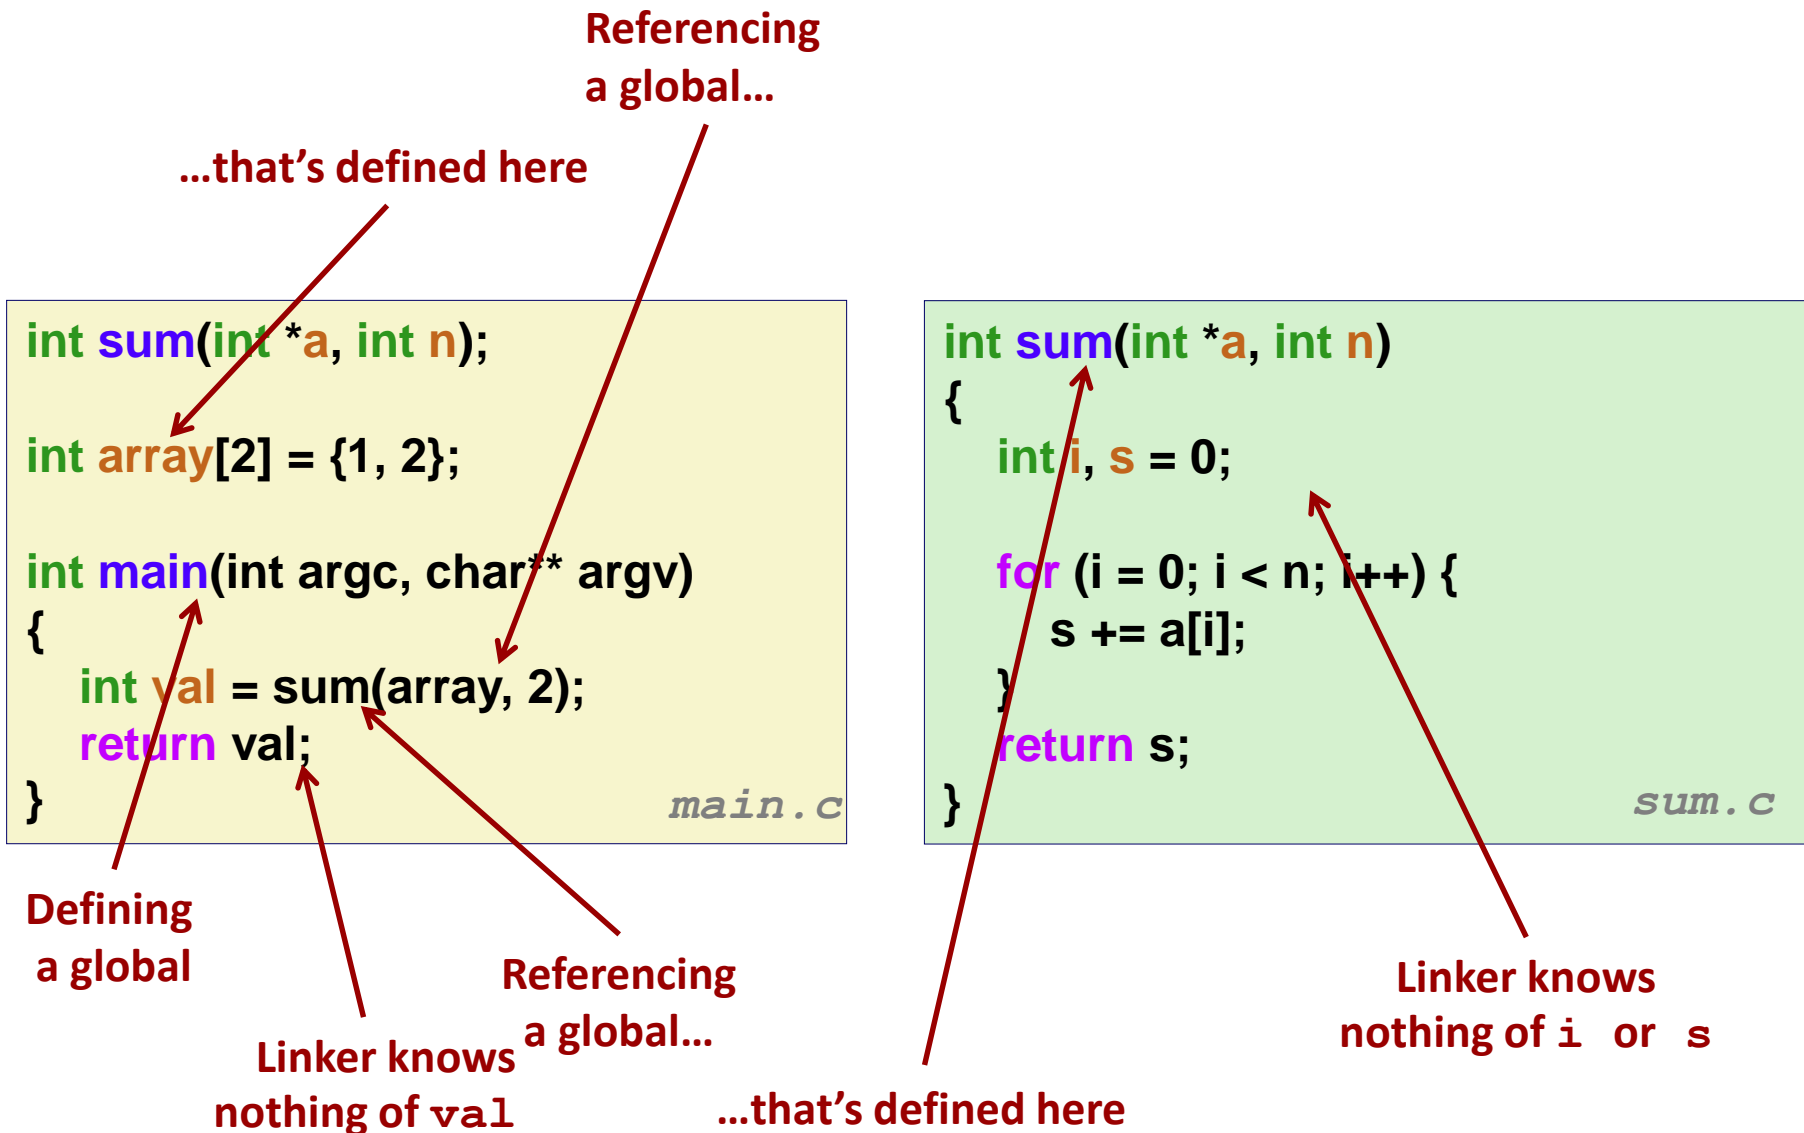 Referencing
a global…
…that’s defined here
int sum(int *a, int n);
int array[2] = {1, 2};
int main(int argc, char** argv)
{
int val = sum(array, 2);
return val;
}
main.c
int sum(int *a, int n)
{
int i, s = 0;
for (i = 0; i < n; i++) {
s += a[i];
}
return s;
}
sum.c
Defining
a global
Linker knows
nothing of val
Referencing
a global…
…that’s defined here
Linker knows
nothing of i or s